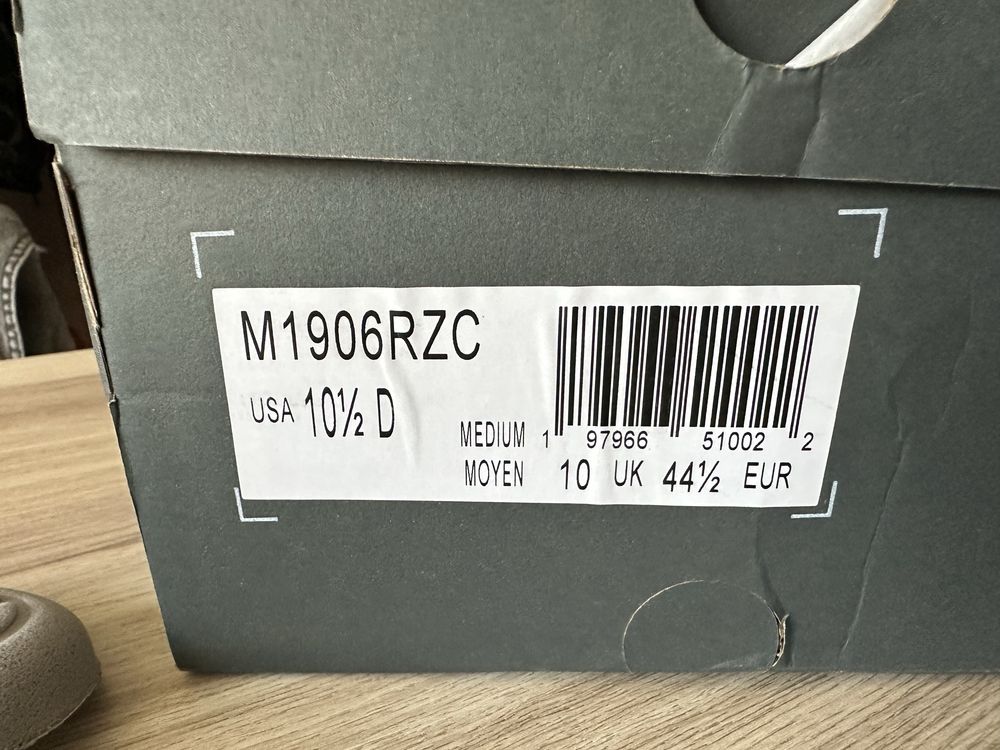 M1906RZC
USA 10½ D
MEDIUM 1 97966 51002 2
MOYEN 10 UK 44½ EUR